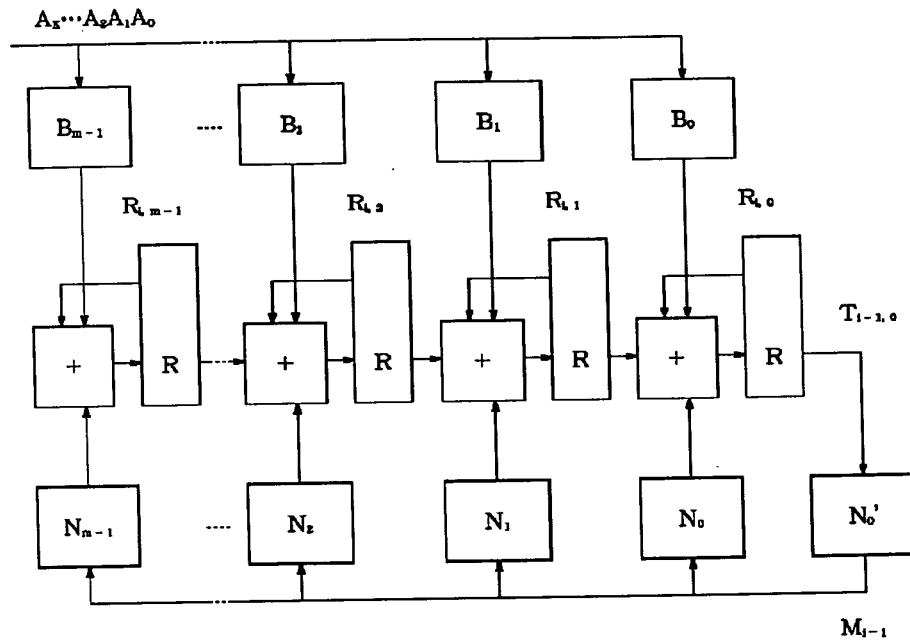 Aₓ⋯A₂A₁A₀
Bₘ₋₁ ---- B₂ B₁ B₀
Rᵢ,ₘ₋₁ Rᵢ,₂ Rᵢ,₁ Rᵢ,₀
Tᵢ₋₁,₀
+ R + R + R + R
Nₘ₋₁ ---- N₂ N₁ N₀ N₀'
Mᵢ₋₁